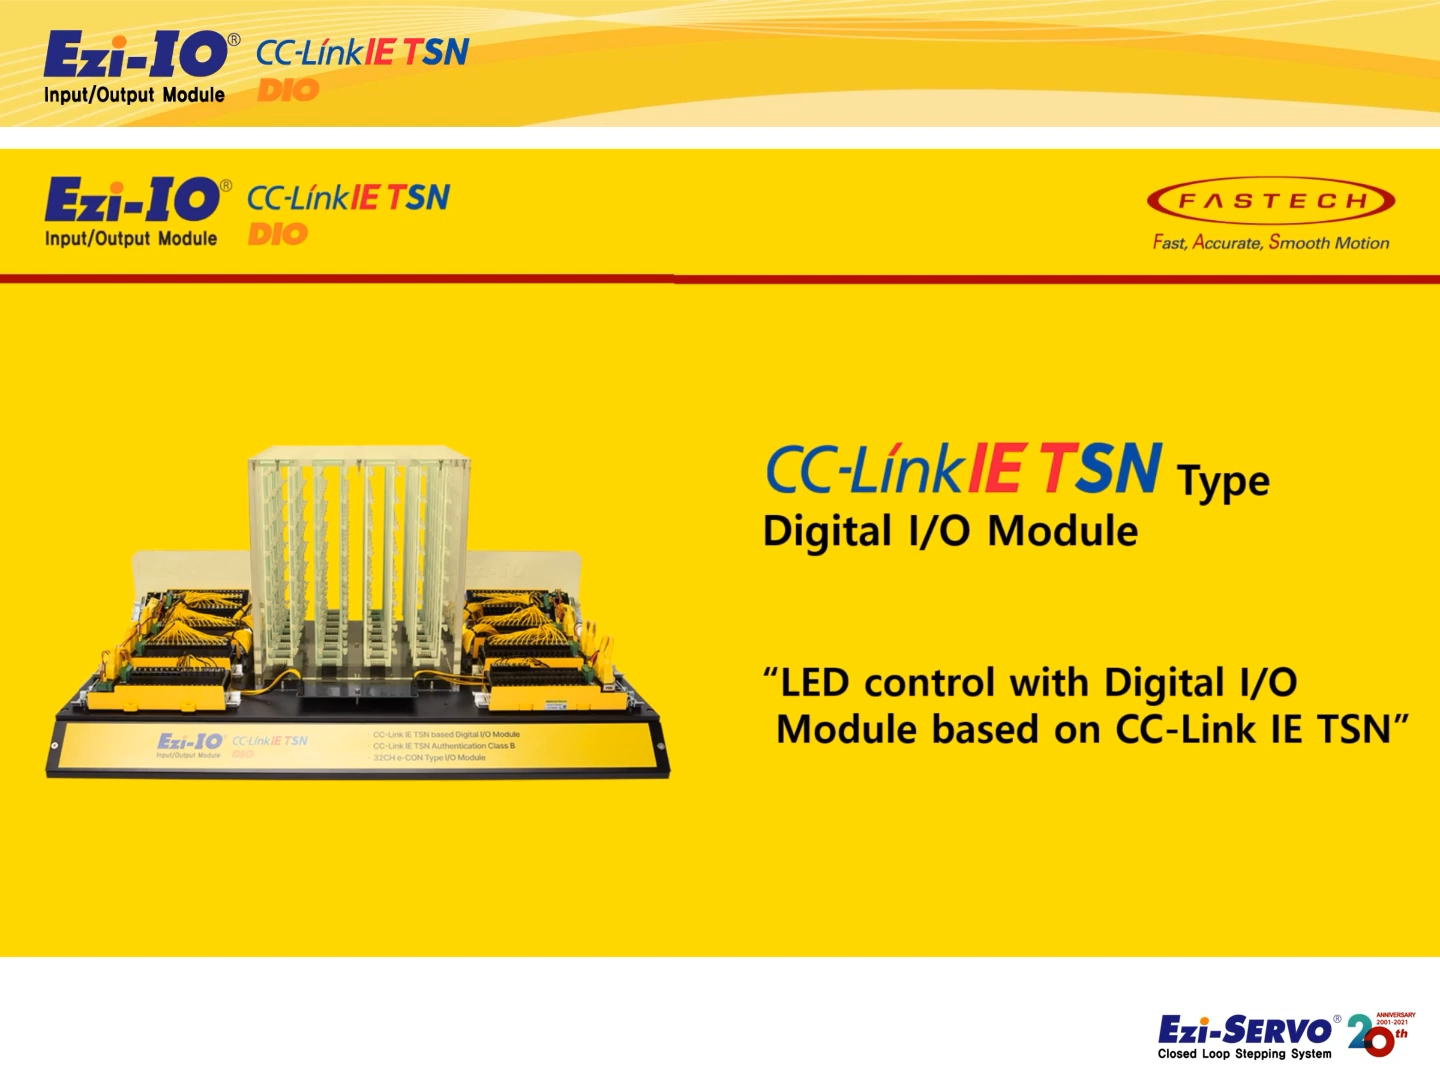 Ezi-IO® CC-Link IE TSN
Input/Output Module DIO
Ezi-IO® CC-Link IE TSN
Input/Output Module DIO
FASTECH
Fast, Accurate, Smooth Motion
CC-Link IE TSN Type
Digital I/O Module
“LED control with Digital I/O
Module based on CC-Link IE TSN”
Ezi-IO® CC-Link IE TSN
Input/Output Module DIO
· CC-Link IE TSN based Digital I/O Module
· CC-Link IE TSN Authentication Class B
· 32CH e-CON Type I/O Module
Ezi-SERVO®
Closed Loop Stepping System
20th
ANNIVERSARY
2001-2021